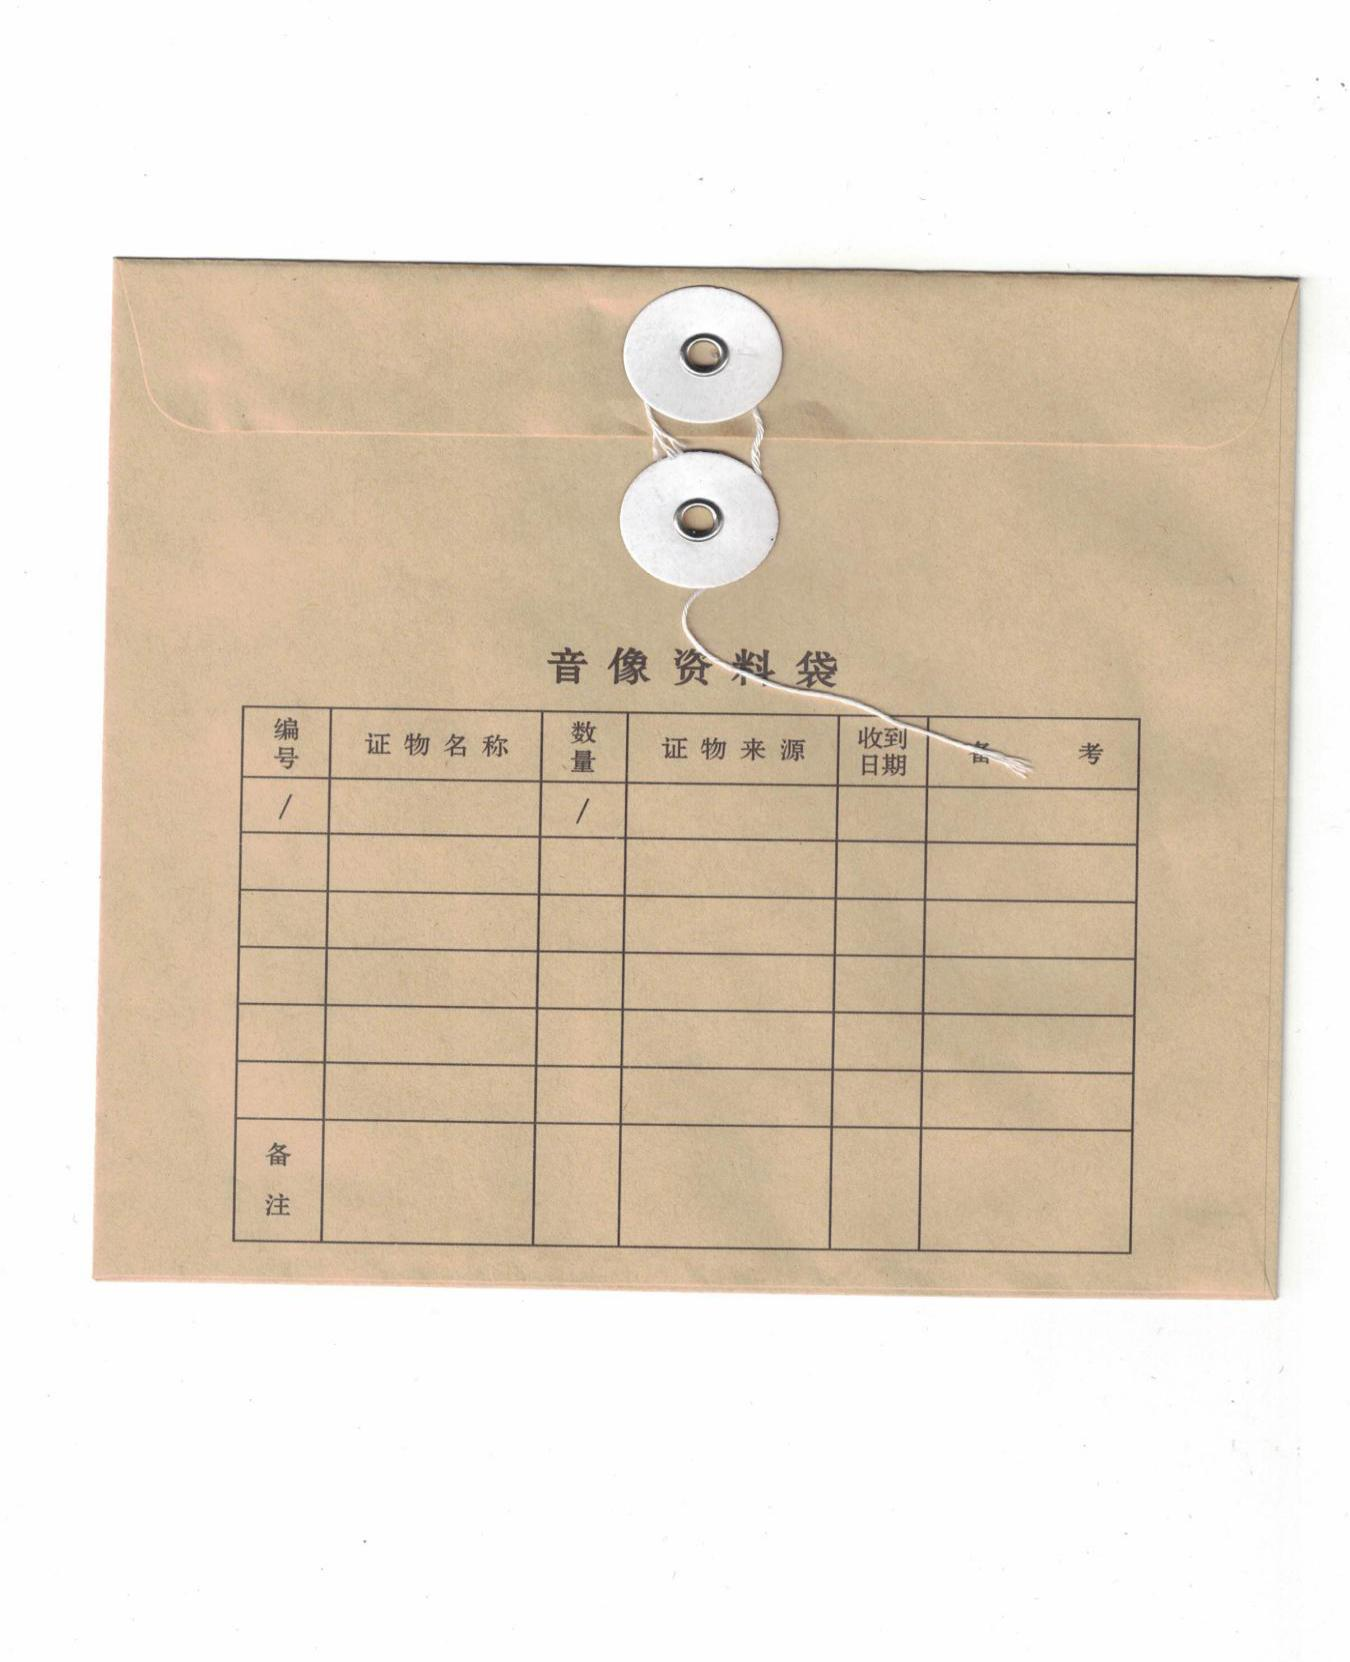 音像资料袋
编号 证物名称 数量 证物来源 收到日期 备考
/ /
备注